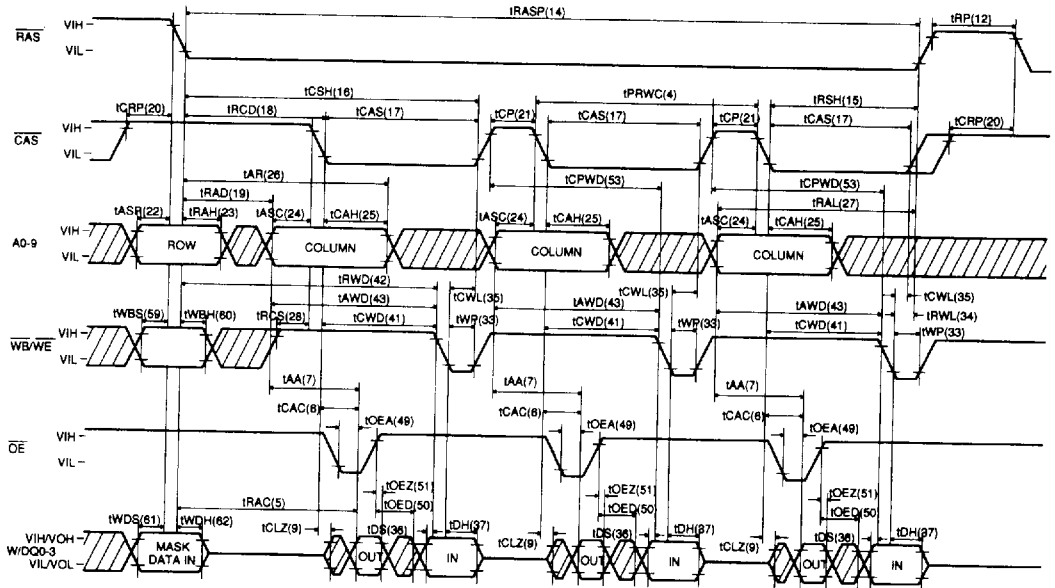 tRASP(14)
tRP(12)
RAS
VIH
VIL
tCSH(16)
tPRWC(4)
tRSH(15)
tCRP(20)
tRCD(18)
tCAS(17)
tCP(21)
tCAS(17)
tCP(21)
tCAS(17)
tCRP(20)
CAS
VIH
VIL
tAR(26)
tCPWD(53)
tCPWD(53)
tRAD(19)
tRAL(27)
tASR(22)
tRAH(23)
tASC(24)
tCAH(25)
tASC(24)
tCAH(25)
tASC(24)
tCAH(25)
A0-9
VIH
VIL
ROW
COLUMN
COLUMN
COLUMN
tRWD(42)
tCWL(35)
tCWL(35)
tCWL(35)
tAWD(43)
tAWD(43)
tAWD(43)
tRWL(34)
tWBS(59)
tWBH(60)
tRCS(28)
tCWD(41)
tWP(33)
tCWD(41)
tWP(33)
tCWD(41)
tWP(33)
WB/WE
VIH
VIL
tAA(7)
tAA(7)
tAA(7)
tCAC(6)
tCAC(6)
tCAC(6)
tOEA(49)
tOEA(49)
tOEA(49)
OE
VIH
VIL
tOEZ(51)
tOEZ(51)
tOEZ(51)
tRAC(5)
tOED(50)
tOED(50)
tOED(50)
tWDS(61)
tWDH(62)
tCLZ(9)
tDS(36)
tDH(37)
tCLZ(9)
tDS(36)
tDH(37)
tCLZ(9)
tDS(36)
tDH(37)
VIH/VOH
W/DQ0-3
VIL/VOL
MASK
DATA IN
OUT
IN
OUT
IN
OUT
IN